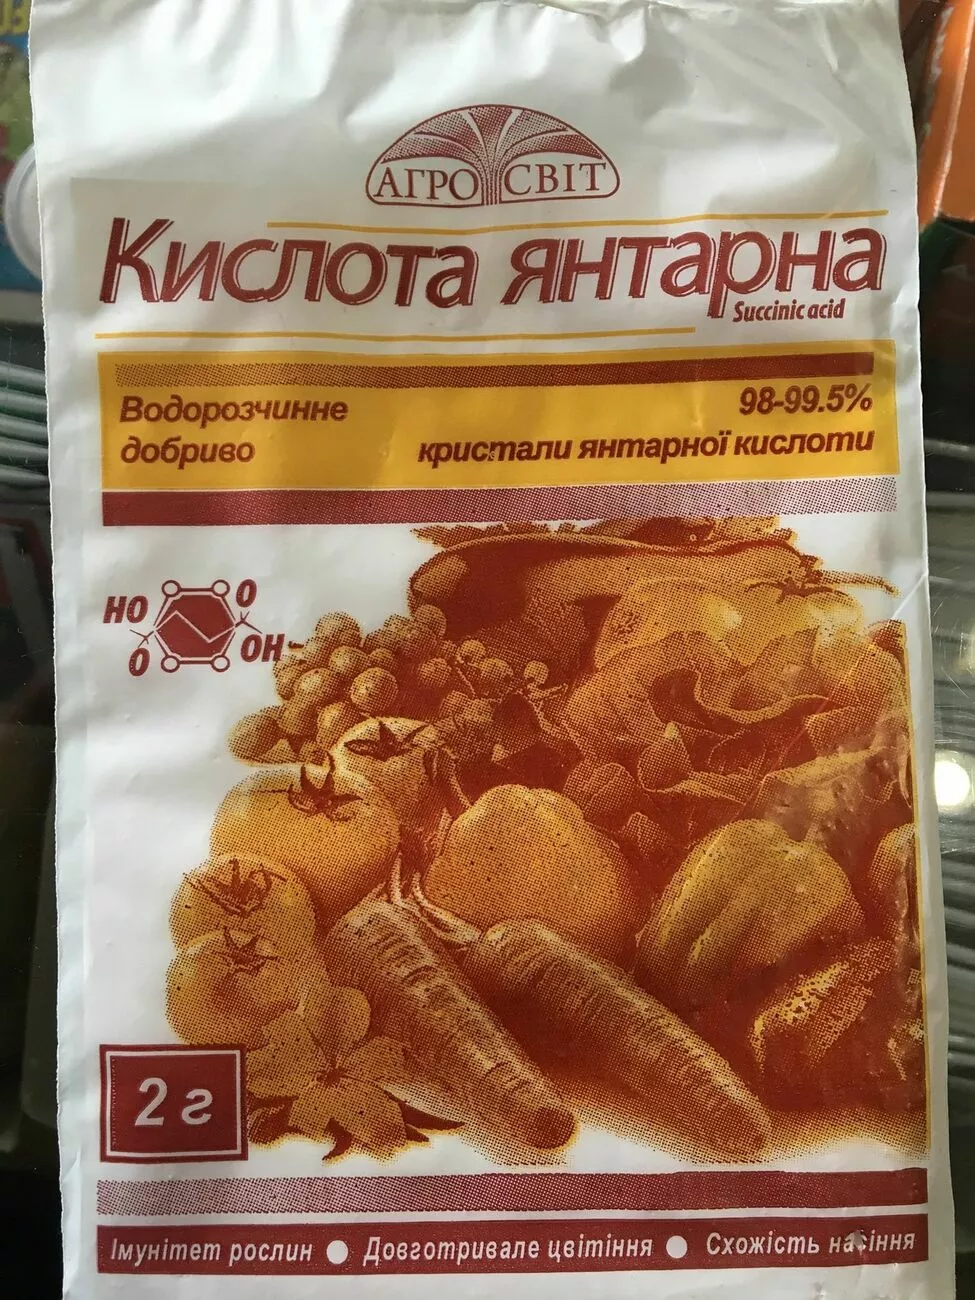 АГРО СВІТ
Кислота янтарна
Succinic acid
Водорозчинне
добриво
98-99.5%
кристали янтарної кислоти
HO O
O OH
2 г
Імунітет рослин ● Довготривале цвітіння ● Схожість насіння